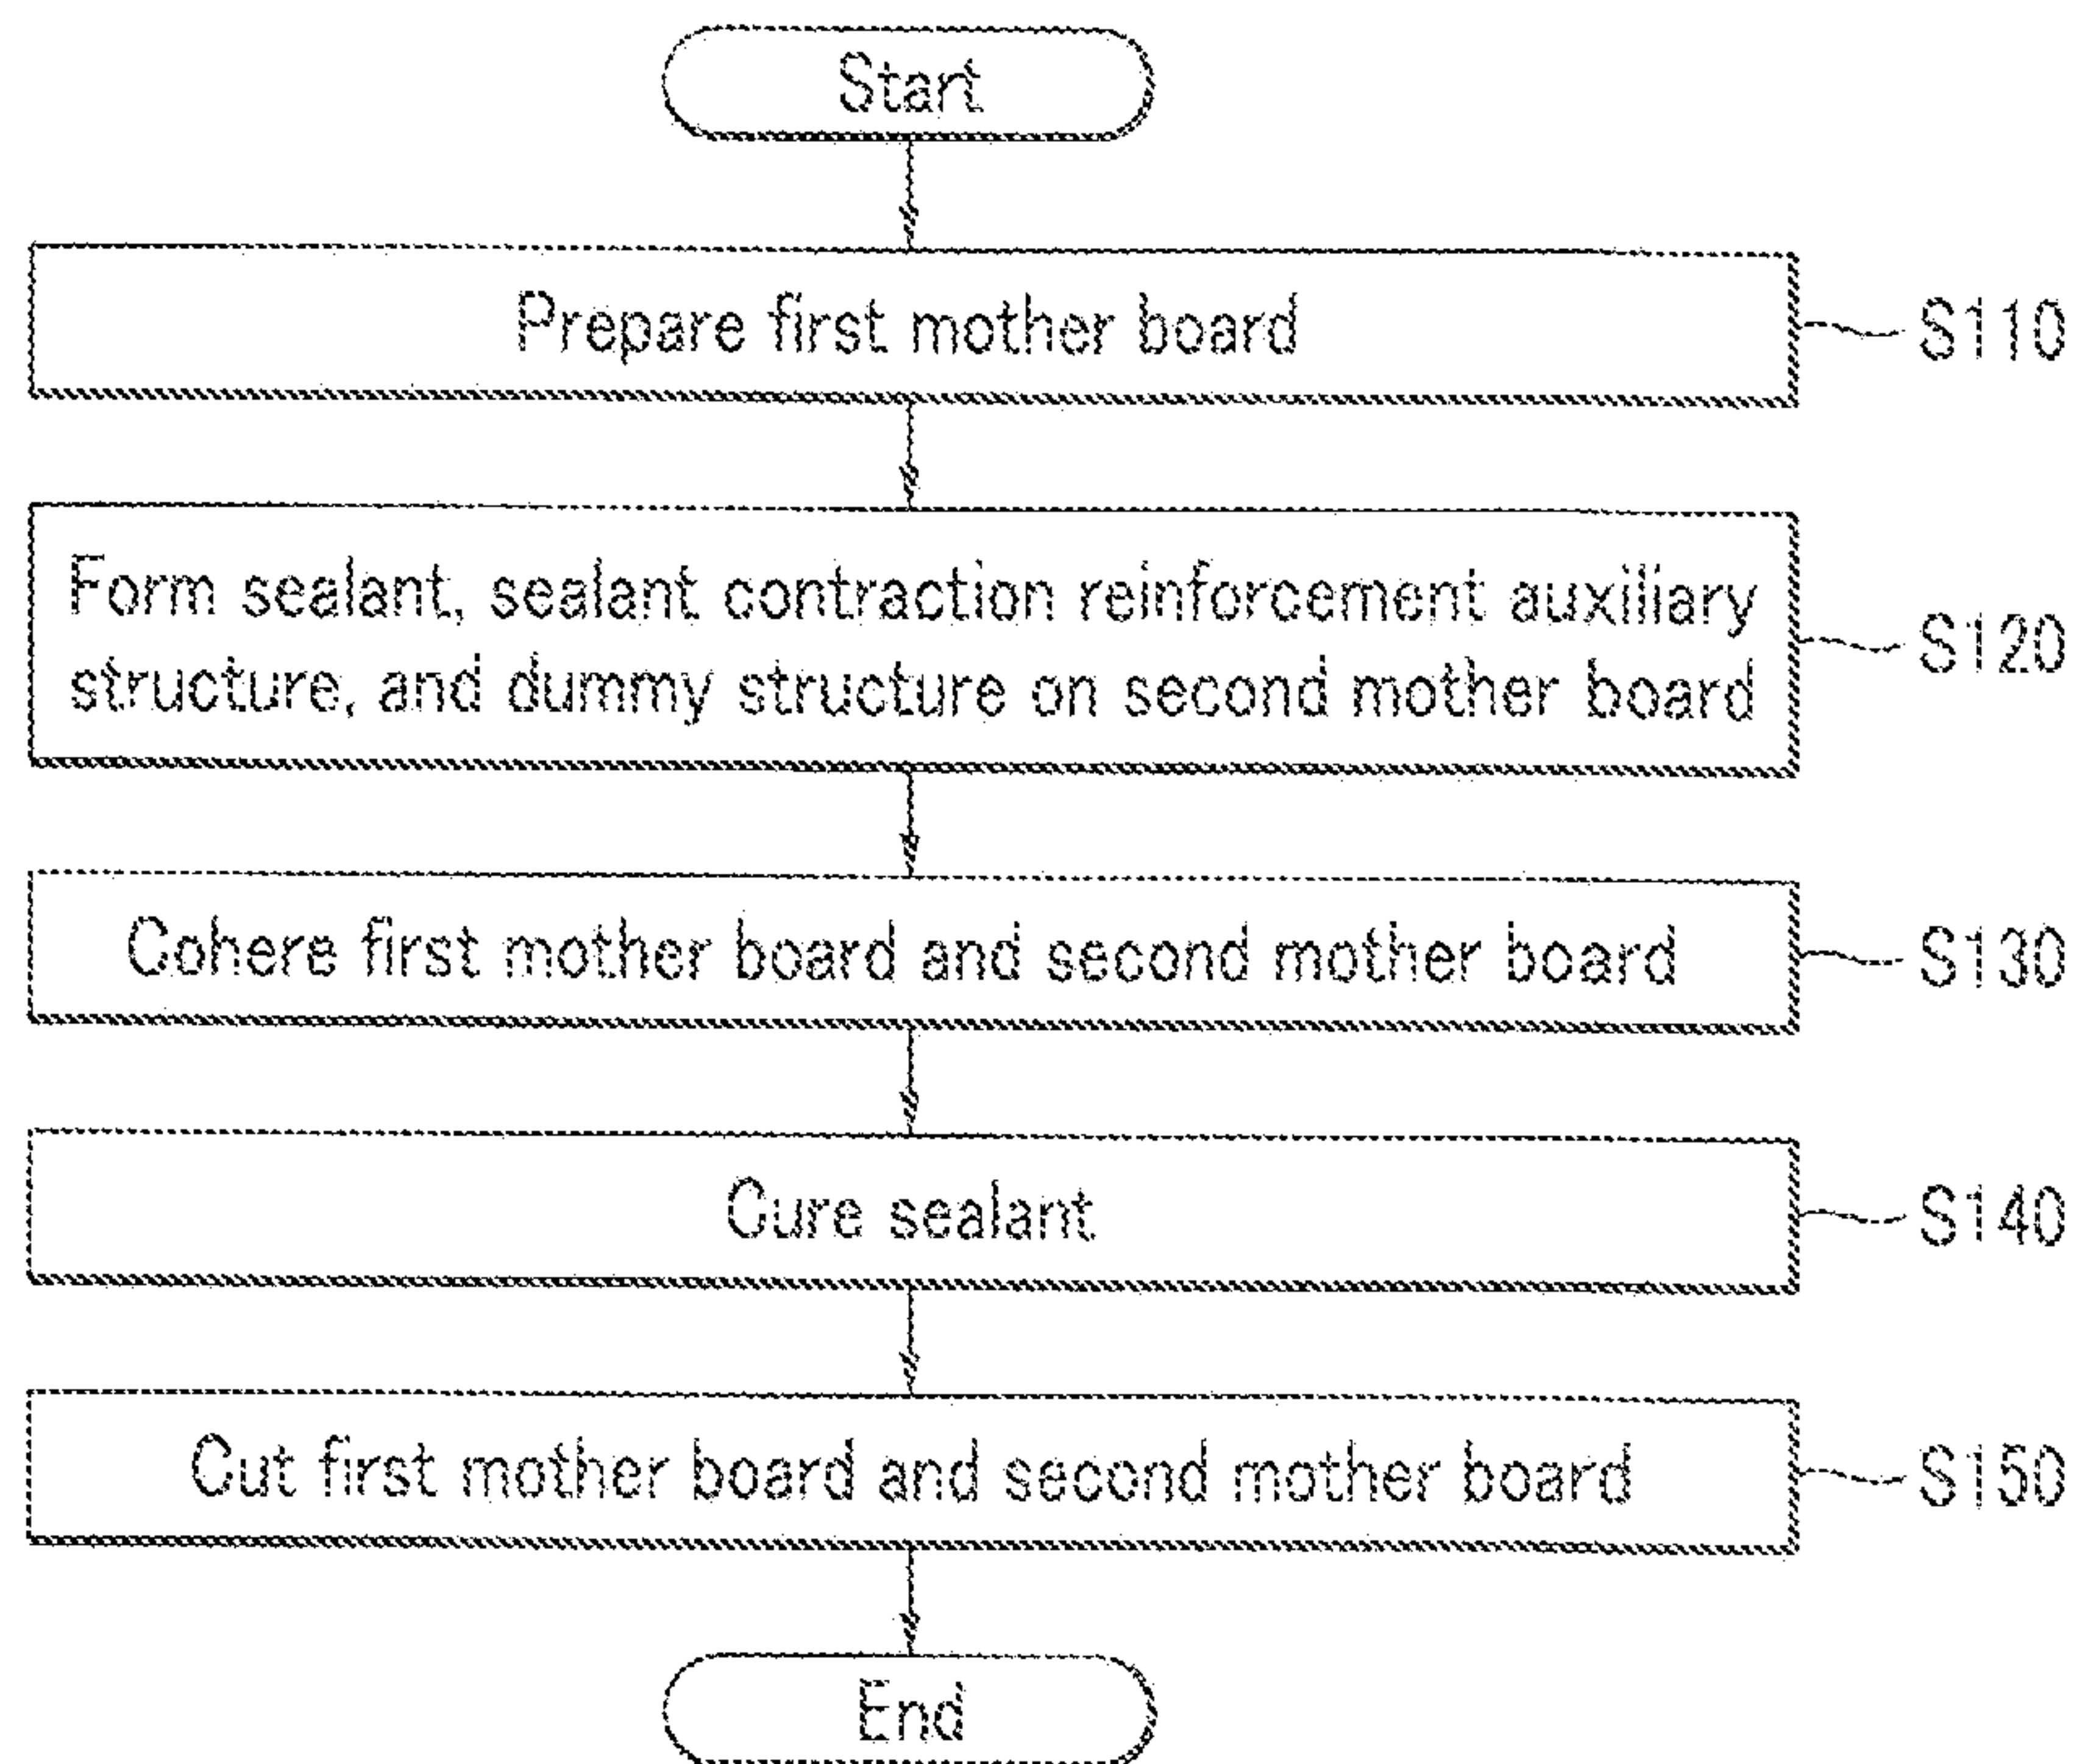 Start
Prepare first mother board
S110
Form sealant, sealant contraction reinforcement auxiliary
structure, and dummy structure on second mother board
S120
Cohere first mother board and second mother board
S130
Cure sealant
S140
Cut first mother board and second mother board
S150
End